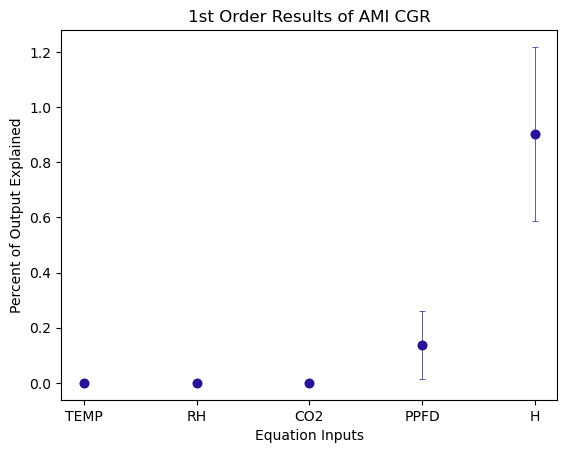 1st Order Results of AMI CGR
Percent of Output Explained
1.2
1.0
0.8
0.6
0.4
0.2
0.0
TEMP RH CO2 PPFD H
Equation Inputs